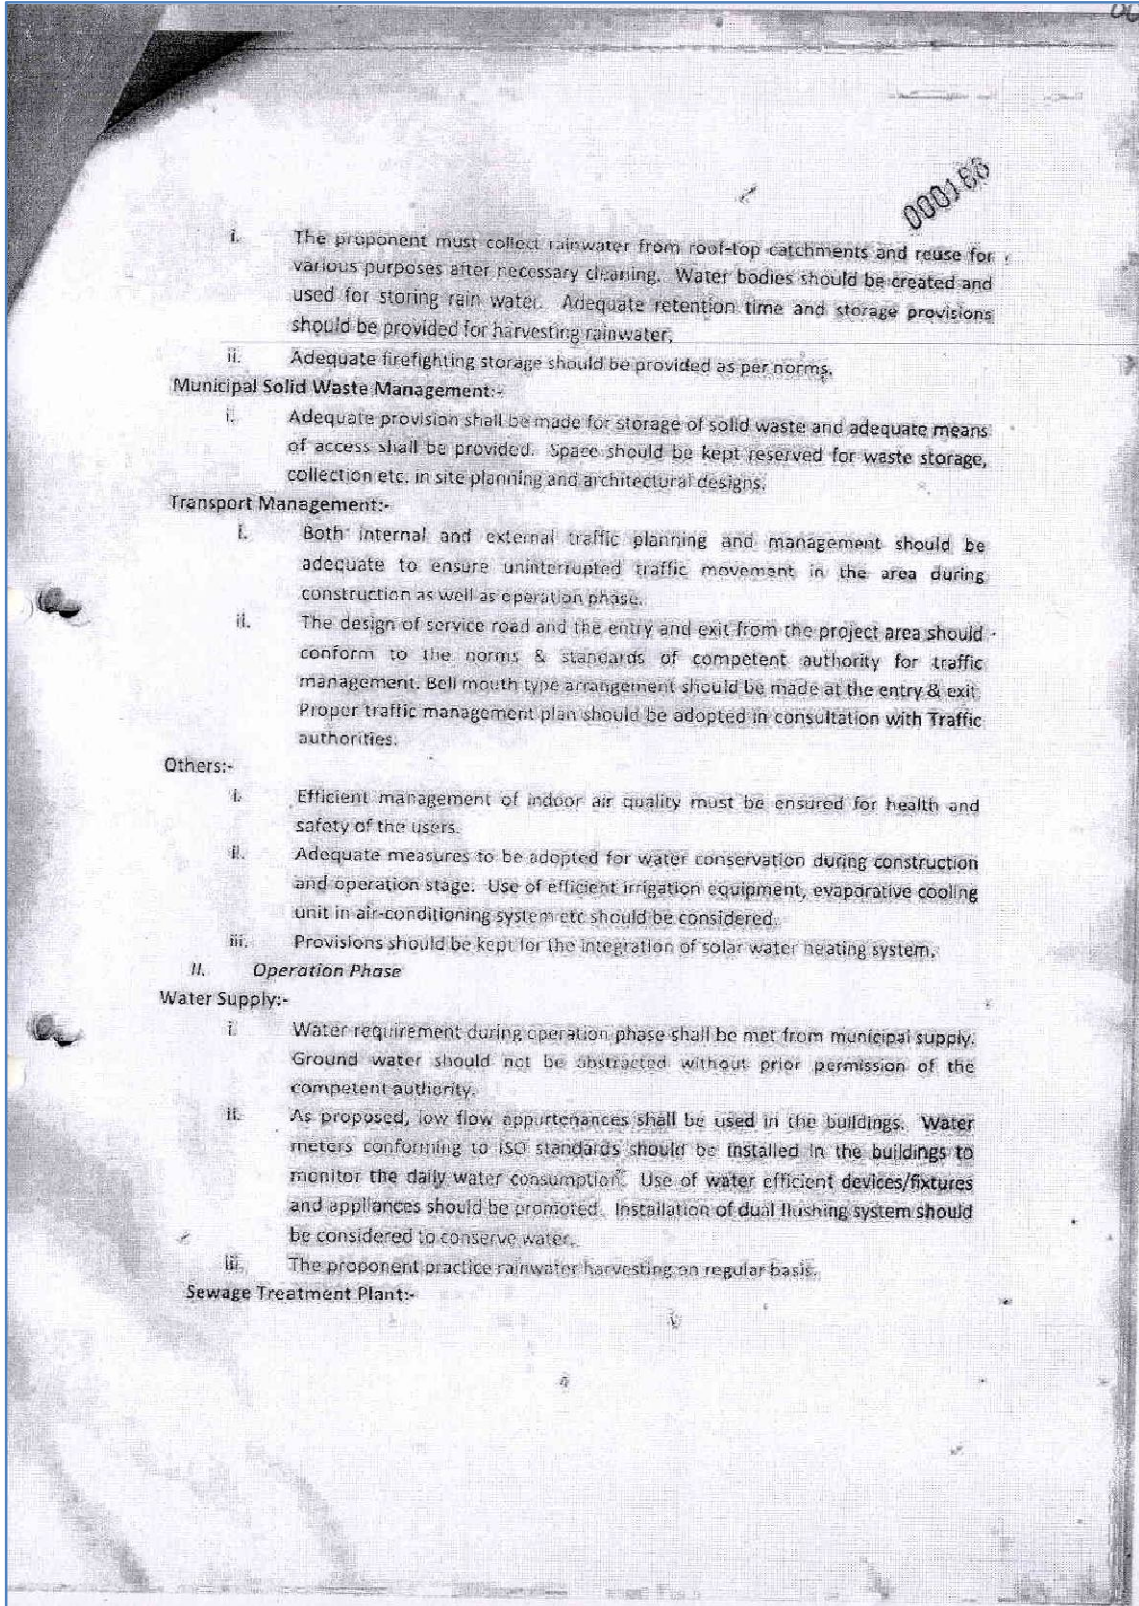 000188
i. The proponent must collect rainwater from roof-top catchments and reuse for
various purposes after necessary cleaning. Water bodies should be created and
used for storing rain water. Adequate retention time and storage provisions
should be provided for harvesting rainwater.
ii. Adequate firefighting storage should be provided as per norms.
Municipal Solid Waste Management:-
i. Adequate provision shall be made for storage of solid waste and adequate means
of access shall be provided. Space should be kept reserved for waste storage,
collection etc. in site planning and architectural designs.
Transport Management:-
i. Both internal and external traffic planning and management should be
adequate to ensure uninterrupted traffic movement in the area during
construction as well as operation phase.
ii. The design of service road and the entry and exit from the project area should
conform to the norms & standards of competent authority for traffic
management. Bell mouth type arrangement should be made at the entry & exit
Proper traffic management plan should be adopted in consultation with Traffic
authorities.
Others:-
i. Efficient management of indoor air quality must be ensured for health and
safety of the users.
ii. Adequate measures to be adopted for water conservation during construction
and operation stage. Use of efficient irrigation equipment, evaporative cooling
unit in air-conditioning system etc should be considered.
iii. Provisions should be kept for the integration of solar water heating system.
II. Operation Phase
Water Supply:-
i. Water requirement during operation phase shall be met from municipal supply.
Ground water should not be abstracted without prior permission of the
competent authority.
ii. As proposed, low flow appurtenances shall be used in the buildings. Water
meters conforming to ISO standards should be installed in the buildings to
monitor the daily water consumption. Use of water efficient devices/fixtures
and appliances should be promoted. Installation of dual flushing system should
be considered to conserve water.
iii. The proponent practice rainwater harvesting on regular basis.
Sewage Treatment Plant:-